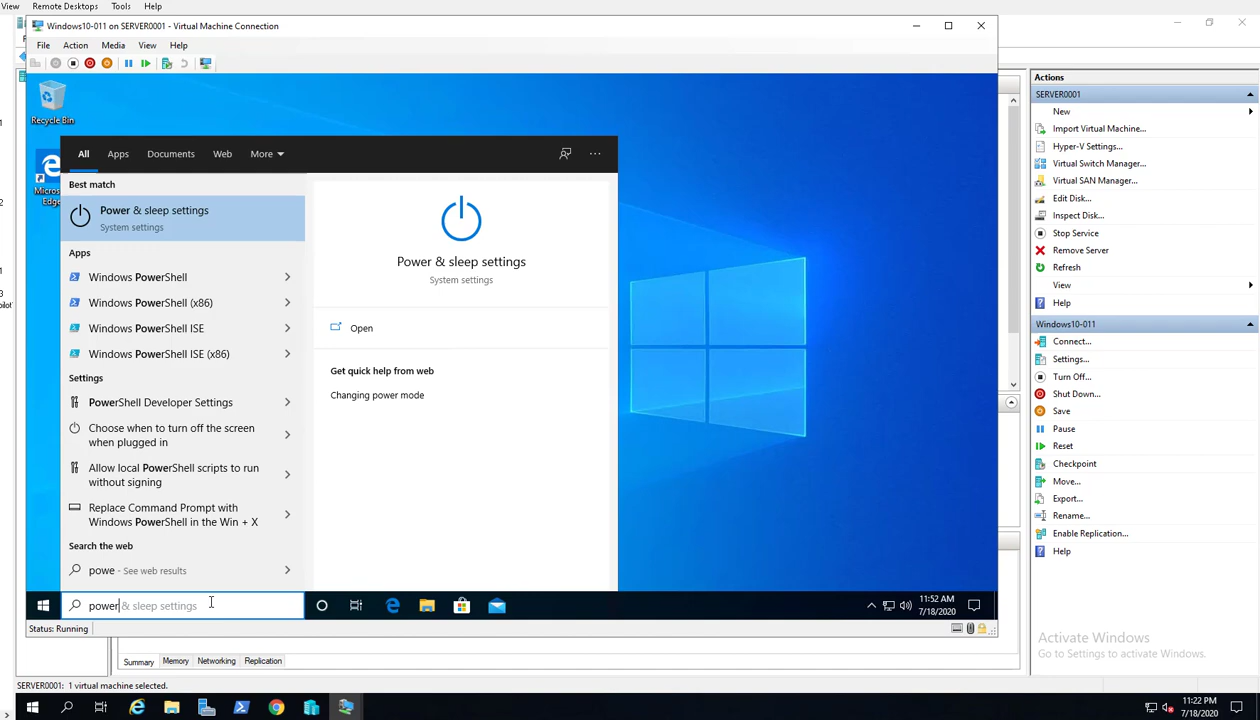 View Remote Desktops Tools Help
Windows10-011 on SERVER0001 - Virtual Machine Connection
File Action Media View Help
Recycle Bin
Edge
All Apps Documents Web More
Best match
Power & sleep settings
System settings
Apps
Windows PowerShell
Windows PowerShell (x86)
Windows PowerShell ISE
Windows PowerShell ISE (x86)
Settings
PowerShell Developer Settings
Choose when to turn off the screen
when plugged in
Allow local PowerShell scripts to run
without signing
Replace Command Prompt with
Windows PowerShell in the Win + X
Search the web
powe - See web results
Power & sleep settings
System settings
Open
Get quick help from web
Changing power mode
power & sleep settings
11:52 AM
7/18/2020
Status: Running
Summary Memory Networking Replication
SERVER0001: 1 virtual machine selected.
Actions
SERVER0001
New
Import Virtual Machine...
Hyper-V Settings...
Virtual Switch Manager...
Virtual SAN Manager...
Edit Disk...
Inspect Disk...
Stop Service
Remove Server
Refresh
View
Help
Windows10-011
Connect...
Settings...
Turn Off...
Shut Down...
Save
Pause
Reset
Checkpoint
Move...
Export...
Rename...
Enable Replication...
Help
Activate Windows
Go to Settings to activate Windows.
11:22 PM
7/18/2020